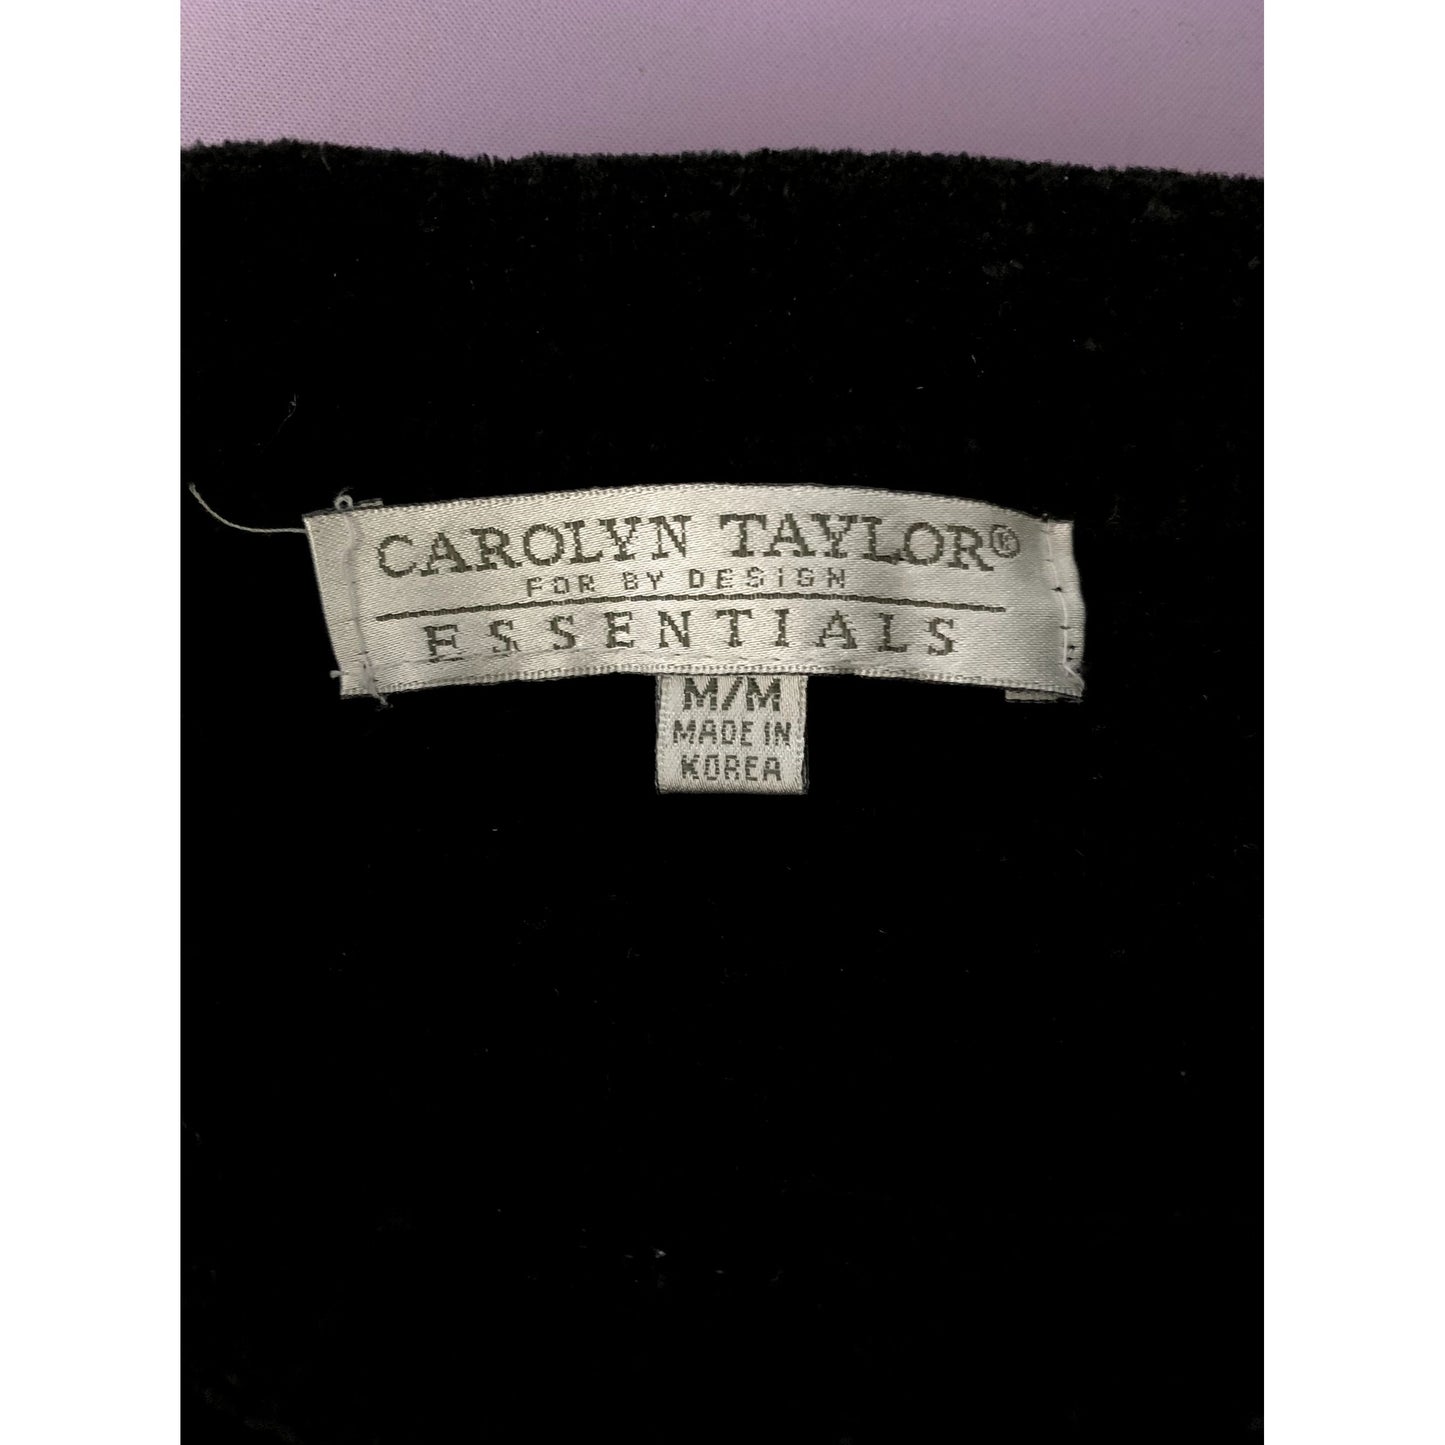 CAROLYN TAYLOR®
FOR BY DESIGN
ESSENTIALS
M/M
MADE IN
KOREA